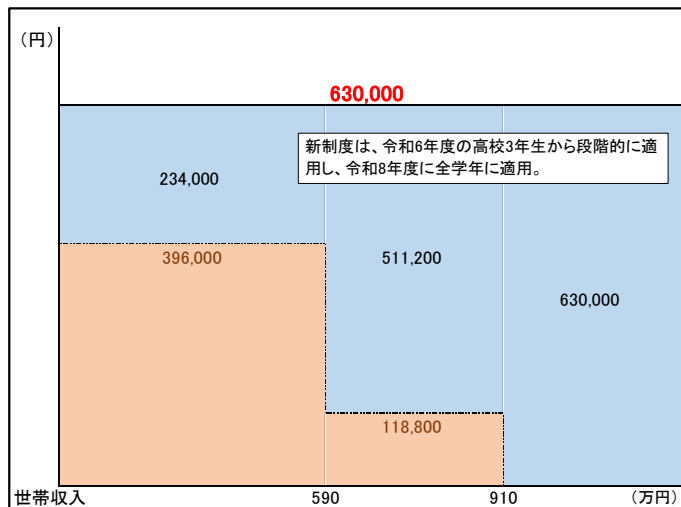 （円）
630,000
新制度は、令和6年度の高校3年生から段階的に適
用し、令和8年度に全学年に適用。
234,000
396,000
511,200
630,000
118,800
世帯収入
590
910
（万円）